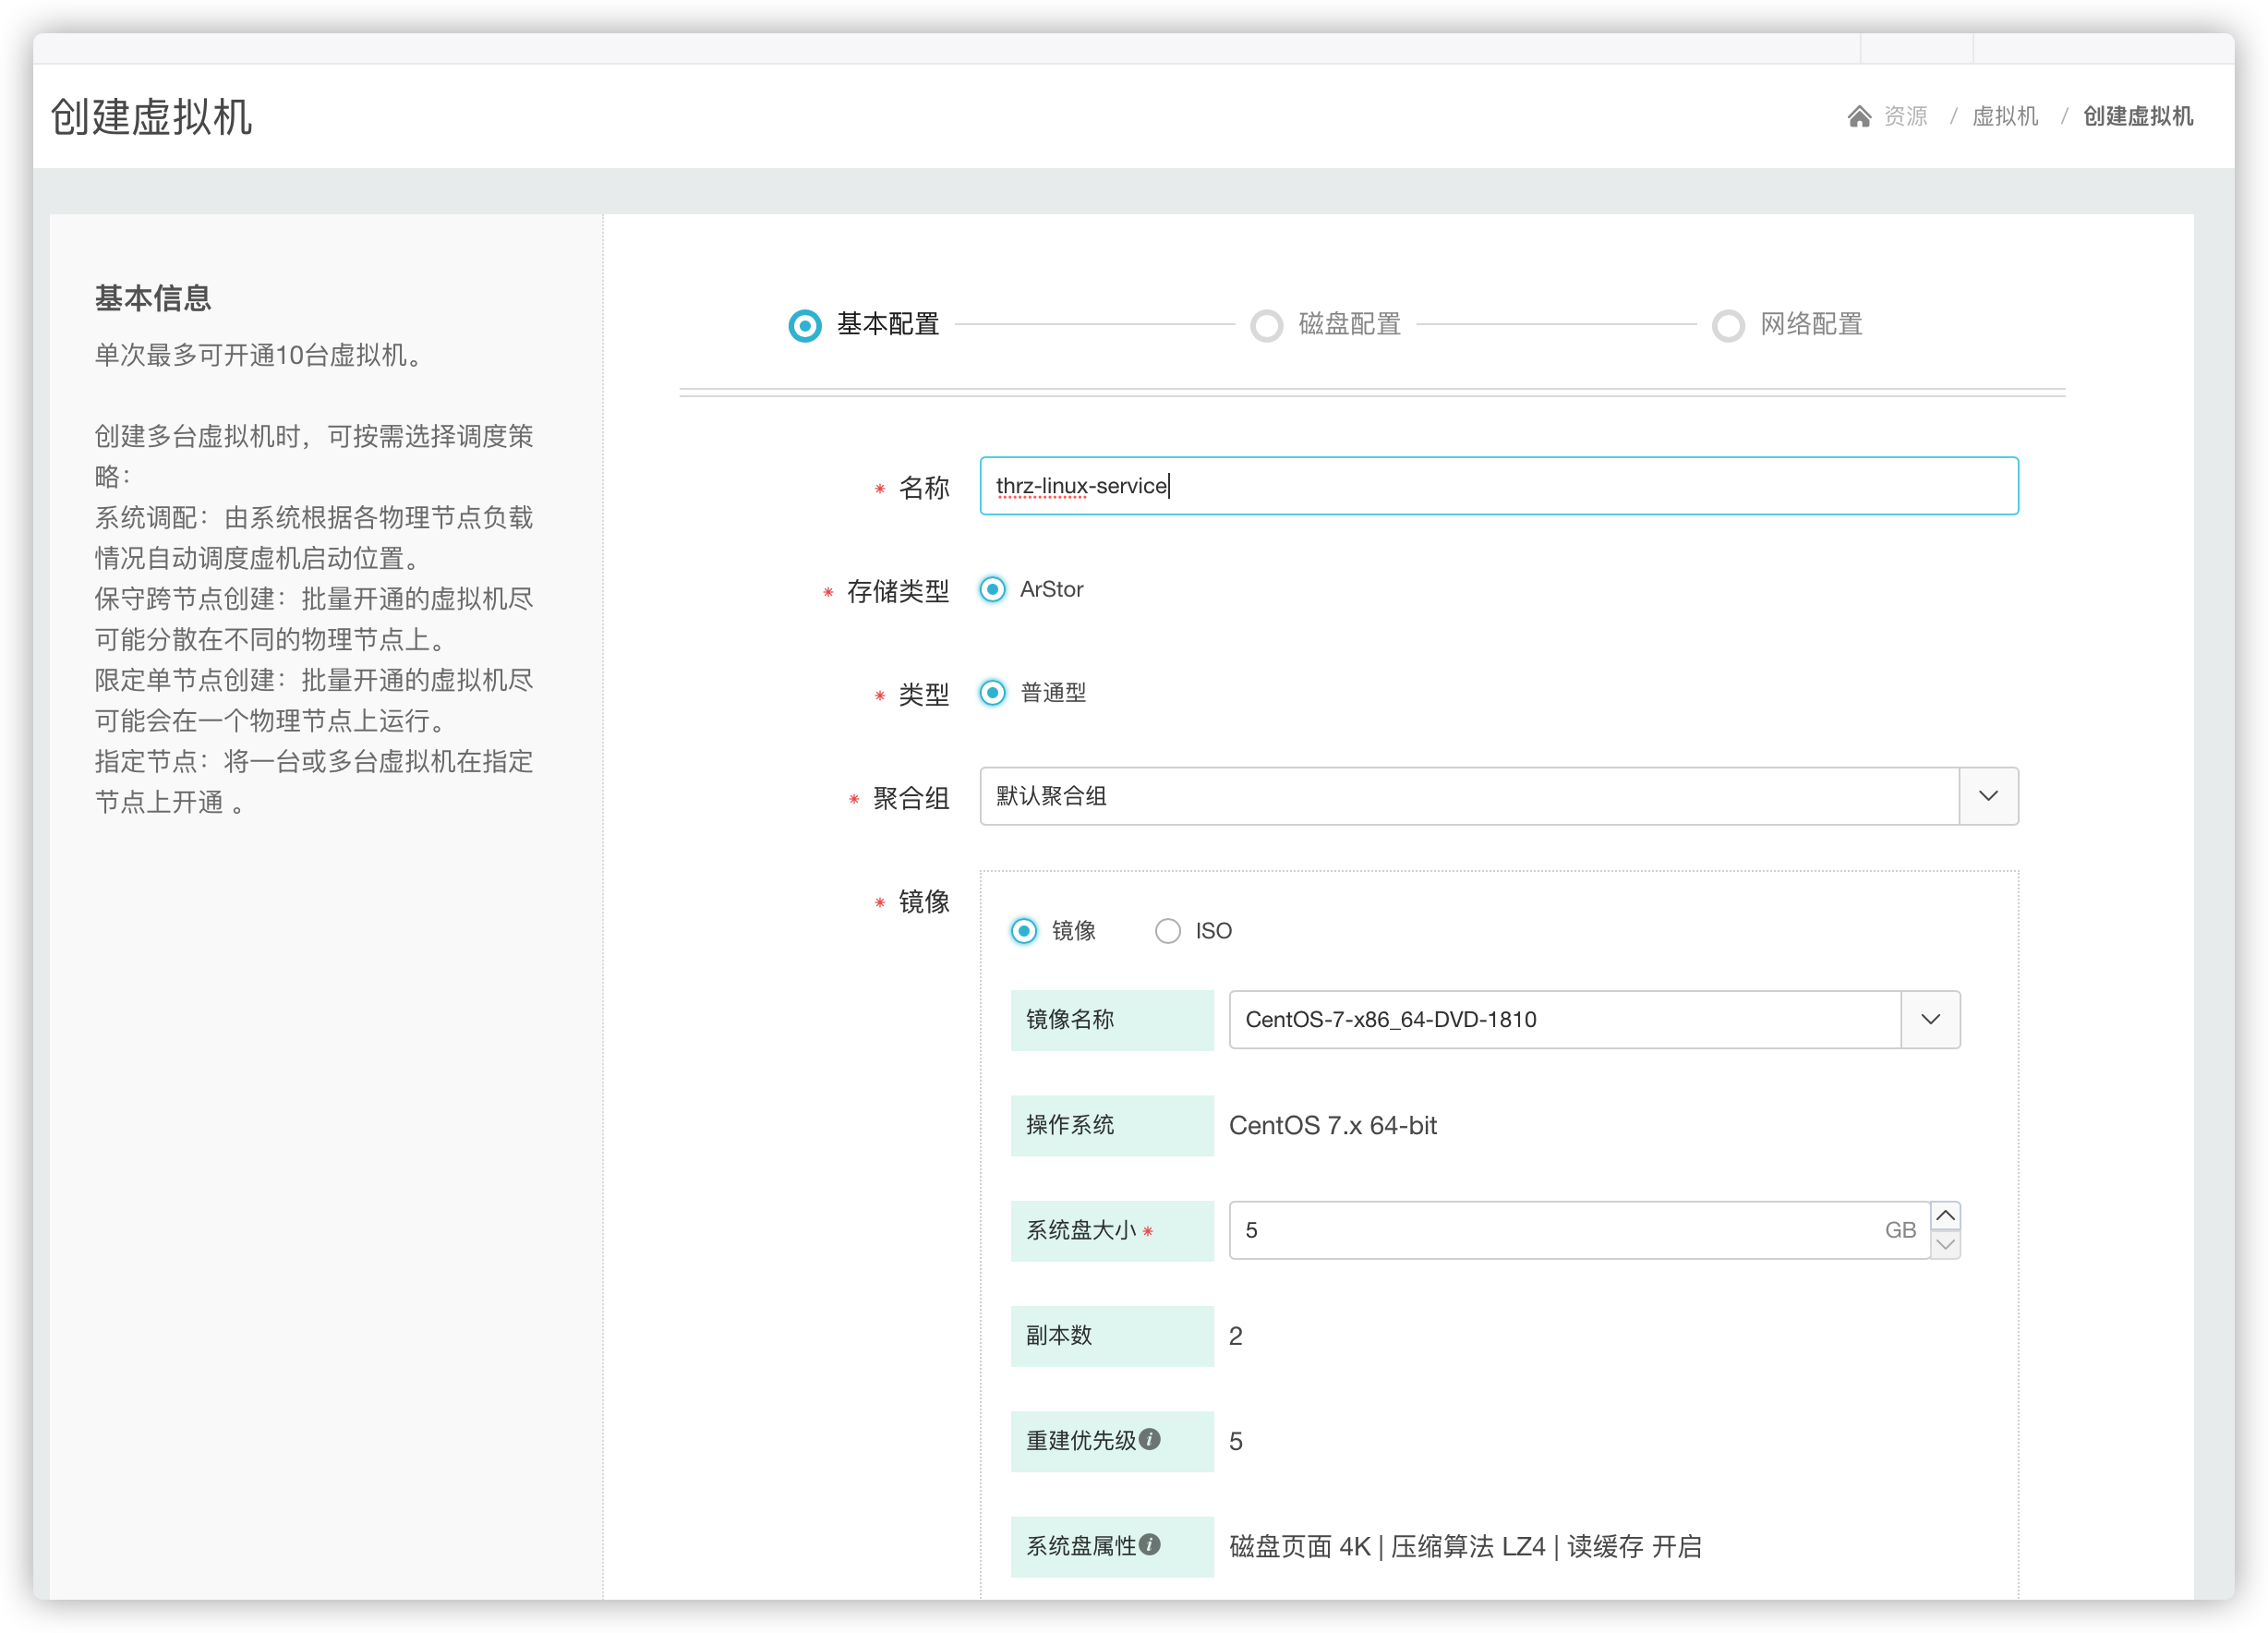 创建虚拟机
资源 / 虚拟机 / 创建虚拟机
基本信息
单次最多可开通10台虚拟机。
创建多台虚拟机时，可按需选择调度策
略：
系统调配：由系统根据各物理节点负载
情况自动调度虚机启动位置。
保守跨节点创建：批量开通的虚拟机尽
可能分散在不同的物理节点上。
限定单节点创建：批量开通的虚拟机尽
可能会在一个物理节点上运行。
指定节点：将一台或多台虚拟机在指定
节点上开通 。
基本配置 磁盘配置 网络配置
* 名称 thrz-linux-service
* 存储类型 ArStor
* 类型 普通型
* 聚合组 默认聚合组
* 镜像
镜像 ISO
镜像名称 CentOS-7-x86_64-DVD-1810
操作系统 CentOS 7.x 64-bit
系统盘大小 * 5 GB
副本数 2
重建优先级 i 5
系统盘属性 i 磁盘页面 4K | 压缩算法 LZ4 | 读缓存 开启